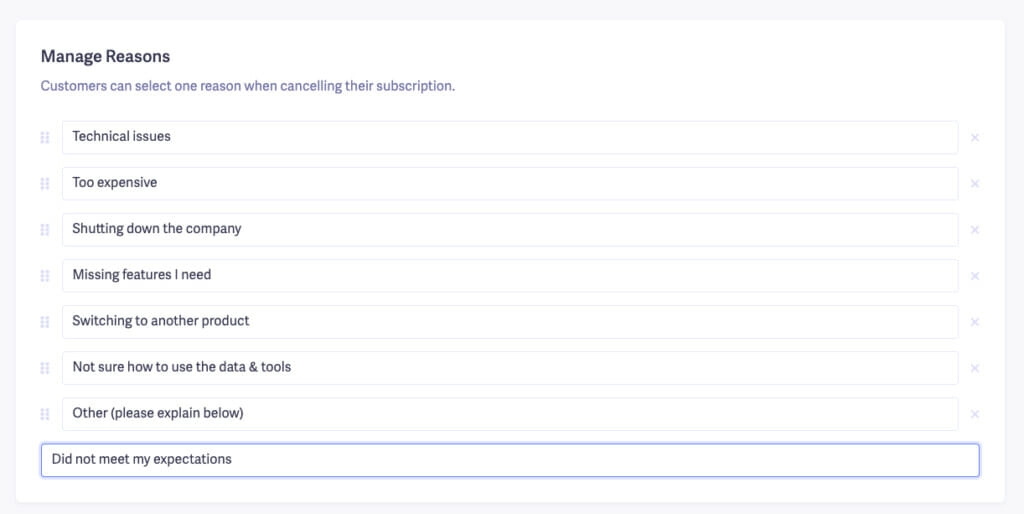 Manage Reasons
Customers can select one reason when cancelling their subscription.
Technical issues
Too expensive
Shutting down the company
Missing features I need
Switching to another product
Not sure how to use the data & tools
Other (please explain below)
Did not meet my expectations